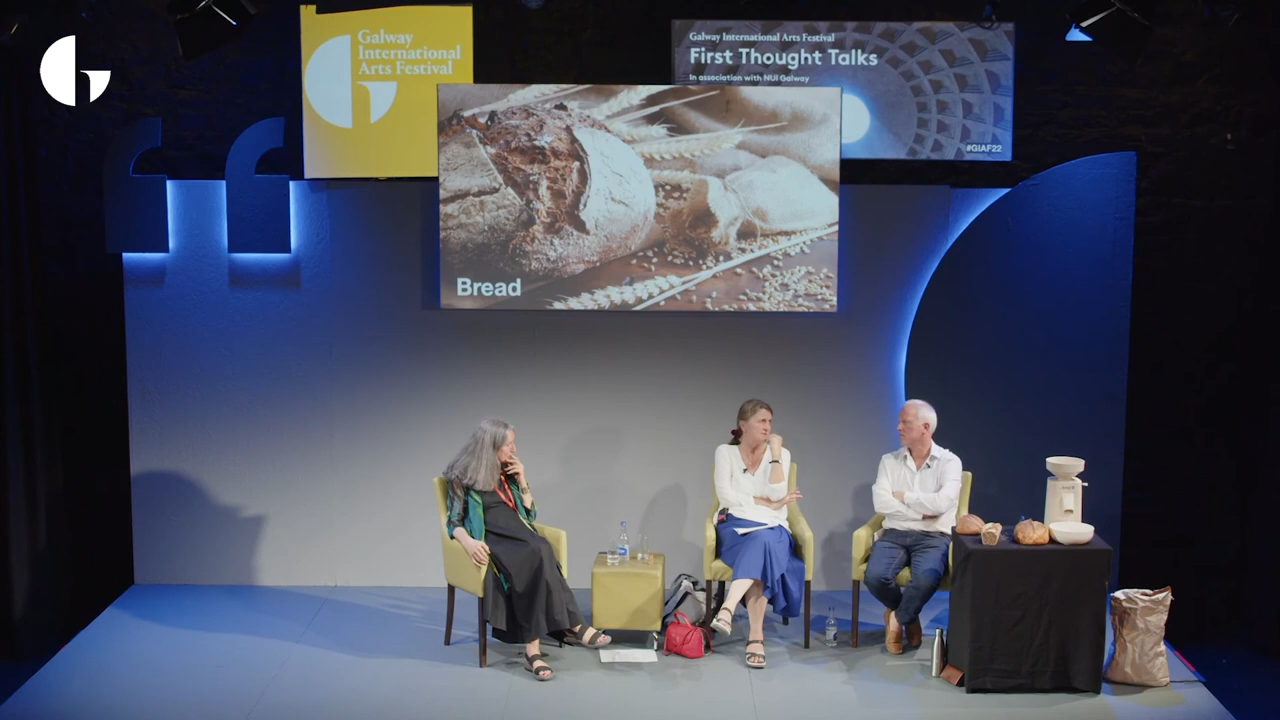 Galway
International
Arts Festival
Galway International Arts Festival
First Thought Talks
In association with NUI Galway
#GIAF22
Bread